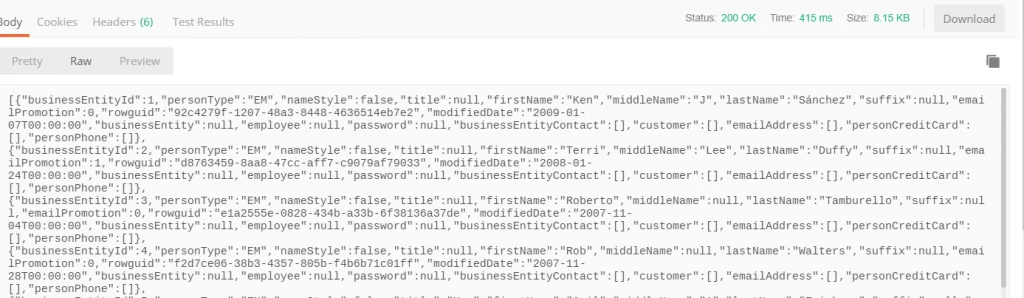 Body Cookies Headers (6) Test Results Status: 200 OK Time: 415 ms Size: 8.15 KB Download
Pretty Raw Preview
[{"businessEntityId":1,"personType":"EM","nameStyle":false,"title":null,"firstName":"Ken","middleName":"J","lastName":"Sánchez","suffix":null,"emai
lPromotion":0,"rowguid":"92c4279f-1207-48a3-8448-4636514eb7e2","modifiedDate":"2009-01-
07T00:00:00","businessEntity":null,"employee":null,"password":null,"businessEntityContact":[],"customer":[],"emailAddress":[],"personCreditCard":
[],"personPhone":[]},
{"businessEntityId":2,"personType":"EM","nameStyle":false,"title":null,"firstName":"Terri","middleName":"Lee","lastName":"Duffy","suffix":null,"ema
ilPromotion":1,"rowguid":"d8763459-8aa8-47cc-aff7-c9079af79033","modifiedDate":"2008-01-
24T00:00:00","businessEntity":null,"employee":null,"password":null,"businessEntityContact":[],"customer":[],"emailAddress":[],"personCreditCard":
[],"personPhone":[]},
{"businessEntityId":3,"personType":"EM","nameStyle":false,"title":null,"firstName":"Roberto","middleName":null,"lastName":"Tamburello","suffix":nul
l,"emailPromotion":0,"rowguid":"e1a2555e-0828-434b-a33b-6f38136a37de","modifiedDate":"2007-11-
04T00:00:00","businessEntity":null,"employee":null,"password":null,"businessEntityContact":[],"customer":[],"emailAddress":[],"personCreditCard":
[],"personPhone":[]},
{"businessEntityId":4,"personType":"EM","nameStyle":false,"title":null,"firstName":"Rob","middleName":null,"lastName":"Walters","suffix":null,"emai
lPromotion":0,"rowguid":"f2d7ce06-38b3-4357-805b-f4b6b71c01ff","modifiedDate":"2007-11-
28T00:00:00","businessEntity":null,"employee":null,"password":null,"businessEntityContact":[],"customer":[],"emailAddress":[],"personCreditCard":
[],"personPhone":[]},